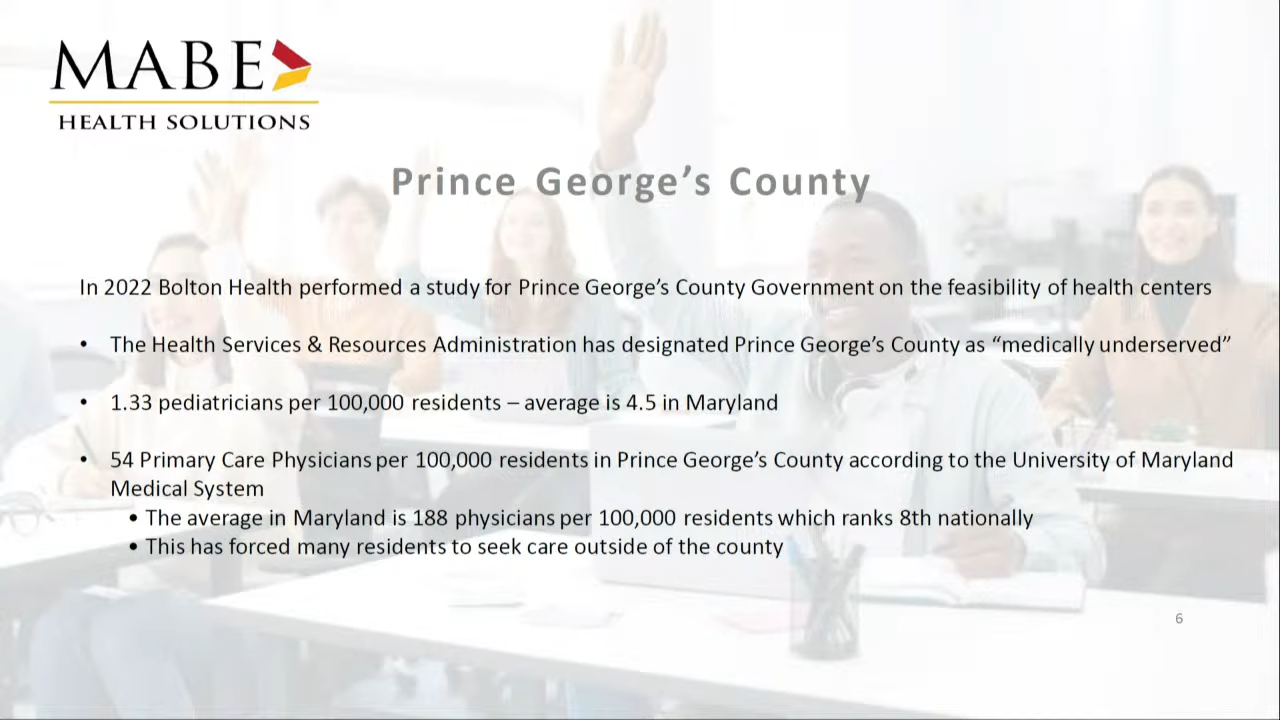 MABE
HEALTH SOLUTIONS
Prince George’s County
In 2022 Bolton Health performed a study for Prince George’s County Government on the feasibility of health centers
• The Health Services & Resources Administration has designated Prince George’s County as “medically underserved”
• 1.33 pediatricians per 100,000 residents – average is 4.5 in Maryland
• 54 Primary Care Physicians per 100,000 residents in Prince George’s County according to the University of Maryland
Medical System
• The average in Maryland is 188 physicians per 100,000 residents which ranks 8th nationally
• This has forced many residents to seek care outside of the county
6